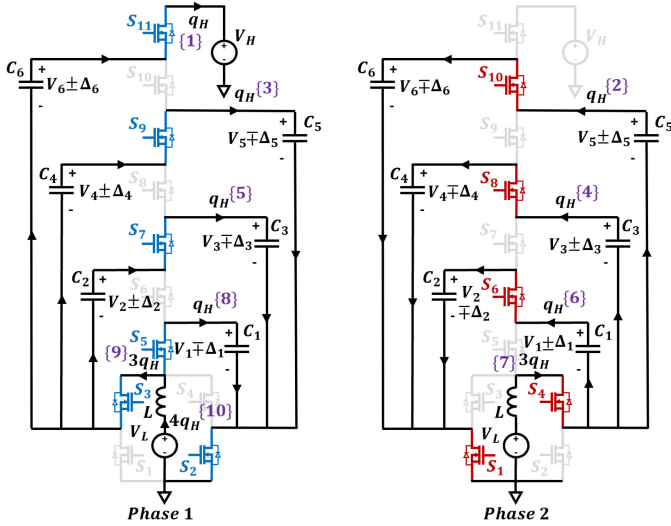 S11
qH
{1}
VH
+
-
S10
C6
+
V6±Δ6
-
qH{3}
S9
C5
+
V5∓Δ5
-
C4
+
V4±Δ4
-
S8
{5}
qH
S7
C3
+
V3∓Δ3
-
C2
+
V2±Δ2
-
S6
qH{8}
S5
C1
+
V1∓Δ1
-
{9}
3qH
S3
S4
L
{10}
4qH
VL
+
-
S1
S2
Phase 1
S11
VH
+
-
C6
+
V6∓Δ6
-
S10
qH{2}
S9
C5
+
V5±Δ5
-
C4
+
V4∓Δ4
-
S8
{4}
qH
S7
C3
+
V3±Δ3
-
C2
+
V2
∓Δ2
-
S6
qH{6}
S5
C1
+
V1±Δ1
-
{7}
3qH
S3
S4
L
VL
+
-
S1
S2
Phase 2